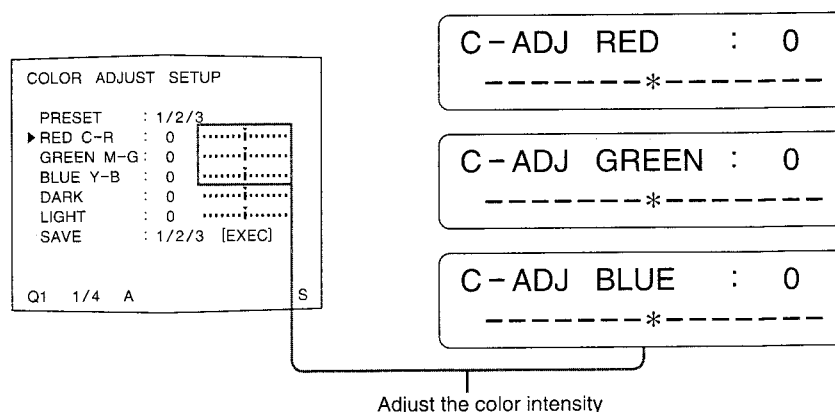 COLOR ADJUST SETUP
PRESET : 1/2/3
▶RED C-R : 0
GREEN M-G : 0
BLUE Y-B : 0
DARK : 0
LIGHT : 0
SAVE : 1/2/3 [EXEC]
Q1 1/4 A S
C-ADJ RED : 0
-------*-------
C-ADJ GREEN : 0
-------*-------
C-ADJ BLUE : 0
-------*-------
Adjust the color intensity